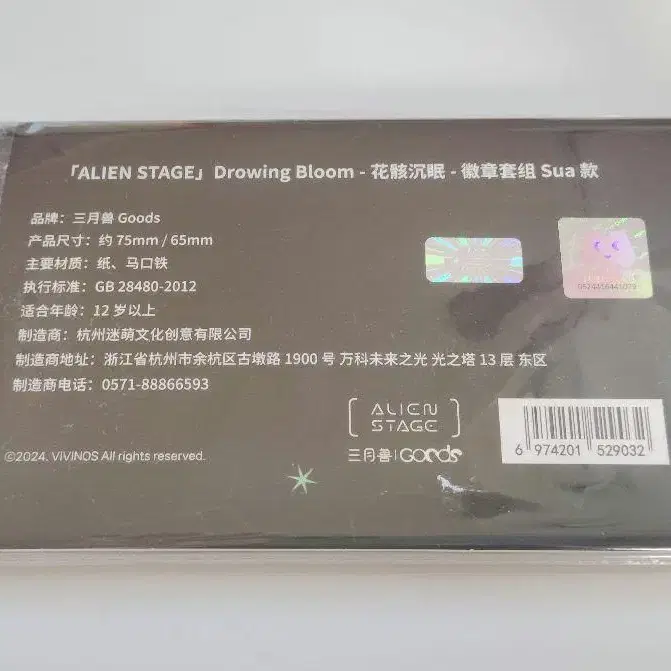 「ALIEN STAGE」Drowing Bloom - 花骸沉眠 - 徽章套组 Sua 款
品牌：三月兽 Goods
产品尺寸：约 75mm / 65mm
主要材质：纸、马口铁
执行标准：GB 28480-2012
适合年龄：12 岁以上
制造商：杭州迷萌文化创意有限公司
制造商地址：浙江省杭州市余杭区古墩路 1900 号 万科未来之光 光之塔 13 层 东区
制造商电话：0571-88866593
ALIEN
STAGE
三月兽|Goods
6 974201 529032
©2024. ViVINOS All rights reserved.